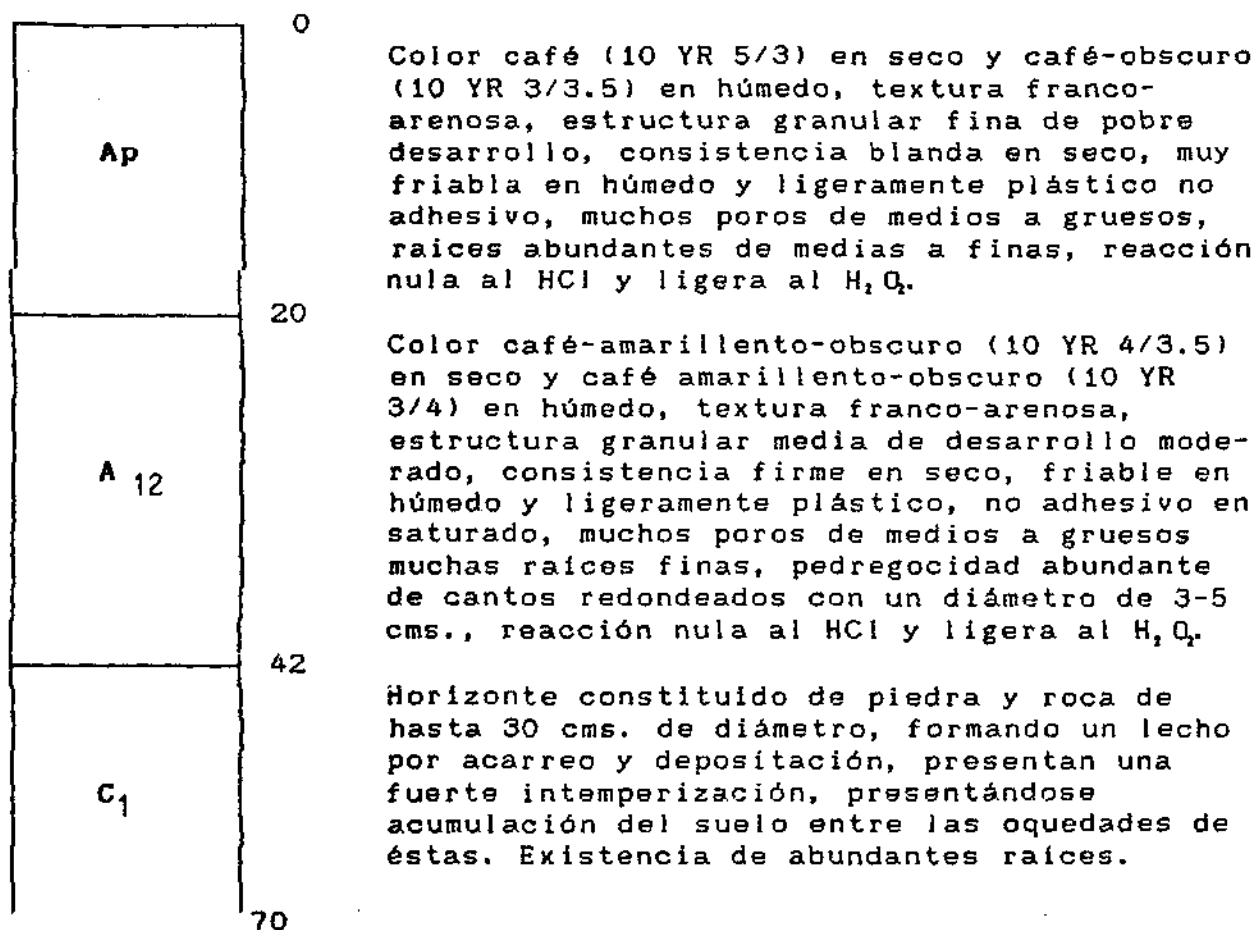 0
Color café (10 YR 5/3) en seco y café-obscuro
(10 YR 3/3.5) en húmedo, textura franco-
arenosa, estructura granular fina de pobre
desarrollo, consistencia blanda en seco, muy
friabla en húmedo y ligeramente plástico no
adhesivo, muchos poros de medios a gruesos,
raices abundantes de medias a finas, reacción
nula al HCl y ligera al H₂O₂.
Ap
20
Color café-amarillento-obscuro (10 YR 4/3.5)
en seco y café amarillento-obscuro (10 YR
3/4) en húmedo, textura franco-arenosa,
estructura granular media de desarrollo mode-
rado, consistencia firme en seco, friable en
húmedo y ligeramente plástico, no adhesivo en
saturado, muchos poros de medios a gruesos
muchas raíces finas, pedregocidad abundante
de cantos redondeados con un diámetro de 3-5
cms., reacción nula al HCl y ligera al H₂O₂.
A 12
42
Horizonte constituído de piedra y roca de
hasta 30 cms. de diámetro, formando un lecho
por acarreo y depositación, presentan una
fuerte intemperización, presentándose
acumulación del suelo entre las oquedades de
éstas. Existencia de abundantes raíces.
C1
70